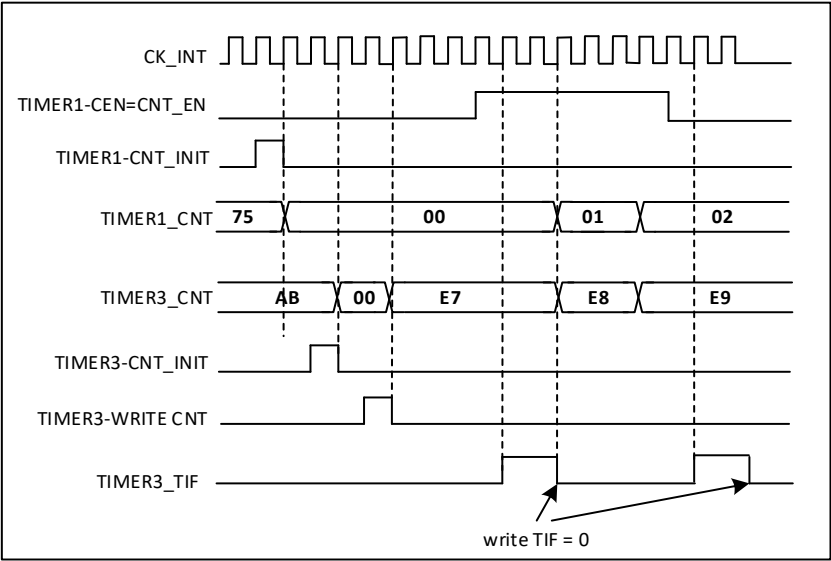 CK_INT
TIMER1-CEN=CNT_EN
TIMER1-CNT_INIT
TIMER1_CNT 75 00 01 02
TIMER3_CNT AB 00 E7 E8 E9
TIMER3-CNT_INIT
TIMER3-WRITE CNT
TIMER3_TIF
write TIF = 0